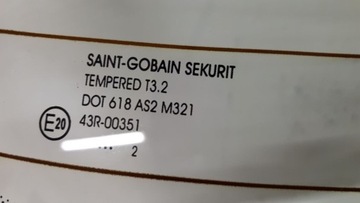 SAINT-GOBAIN SEKURIT
TEMPERED T3.2
DOT 618 AS2 M321
E20 43R-00351
... 2